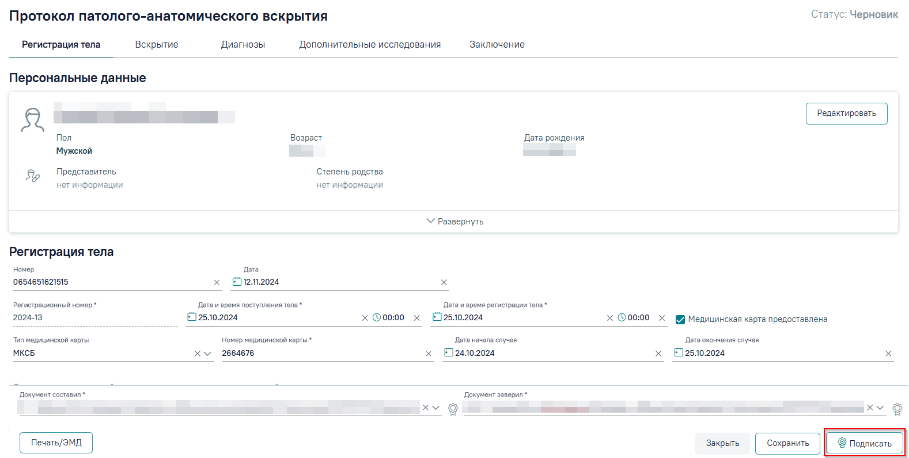 Протокол патолого-анатомического вскрытия
Статус: Черновик
Регистрация тела Вскрытие Диагнозы Дополнительные исследования Заключение
Персональные данные
Редактировать
Пол Возраст Дата рождения
Мужской
Представитель Степень родства
нет информации нет информации
Развернуть
Регистрация тела
Номер Дата
0654651621515 12.11.2024
Регистрационный номер * Дата и время поступления тела * Дата и время регистрации тела *
2024-13 25.10.2024 00:00 25.10.2024 00:00 Медицинская карта предоставлена
Тип медицинской карты Номер медицинской карты * Дата начала случая Дата окончания случая
МКСБ 2664676 24.10.2024 25.10.2024
Документ составил * Документ заверил *
Печать/ЭМД Закрыть Сохранить Подписать